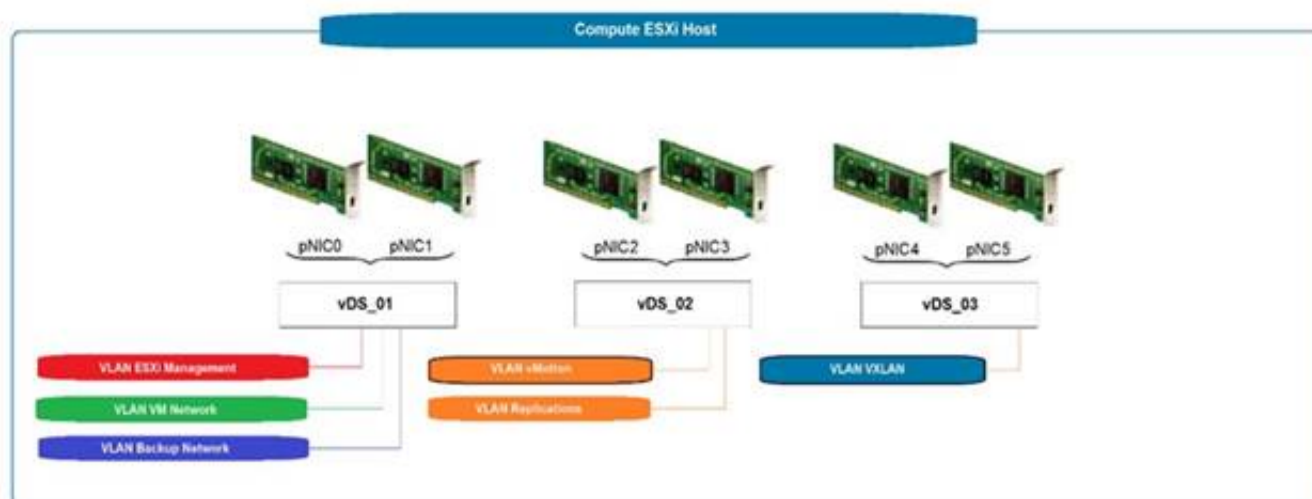 Compute ESXi Host
pNIC0 pNIC1 pNIC2 pNIC3 pNIC4 pNIC5
vDS_01 vDS_02 vDS_03
VLAN ESXi Management VLAN vMotion VLAN VXLAN
VLAN VM Network VLAN Replications
VLAN Backup Network